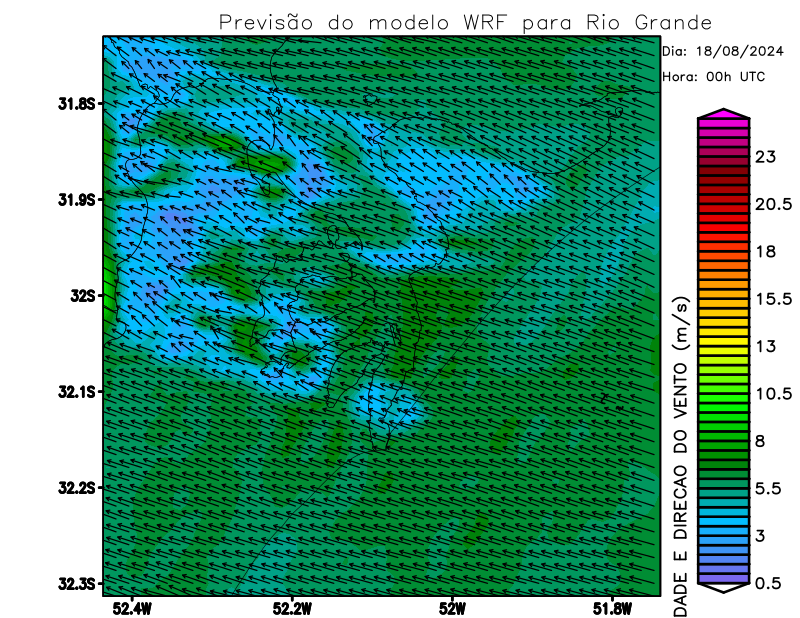 Previsão do modelo WRF para Rio Grande
Dia: 18/08/2024
Hora: 00h UTC
31.8S
31.9S
32S
32.1S
32.2S
32.3S
52.4W
52.2W
52W
51.8W
23
20.5
18
15.5
13
10.5
8
5.5
3
0.5
DADE E DIRECAO DO VENTO (m/s)